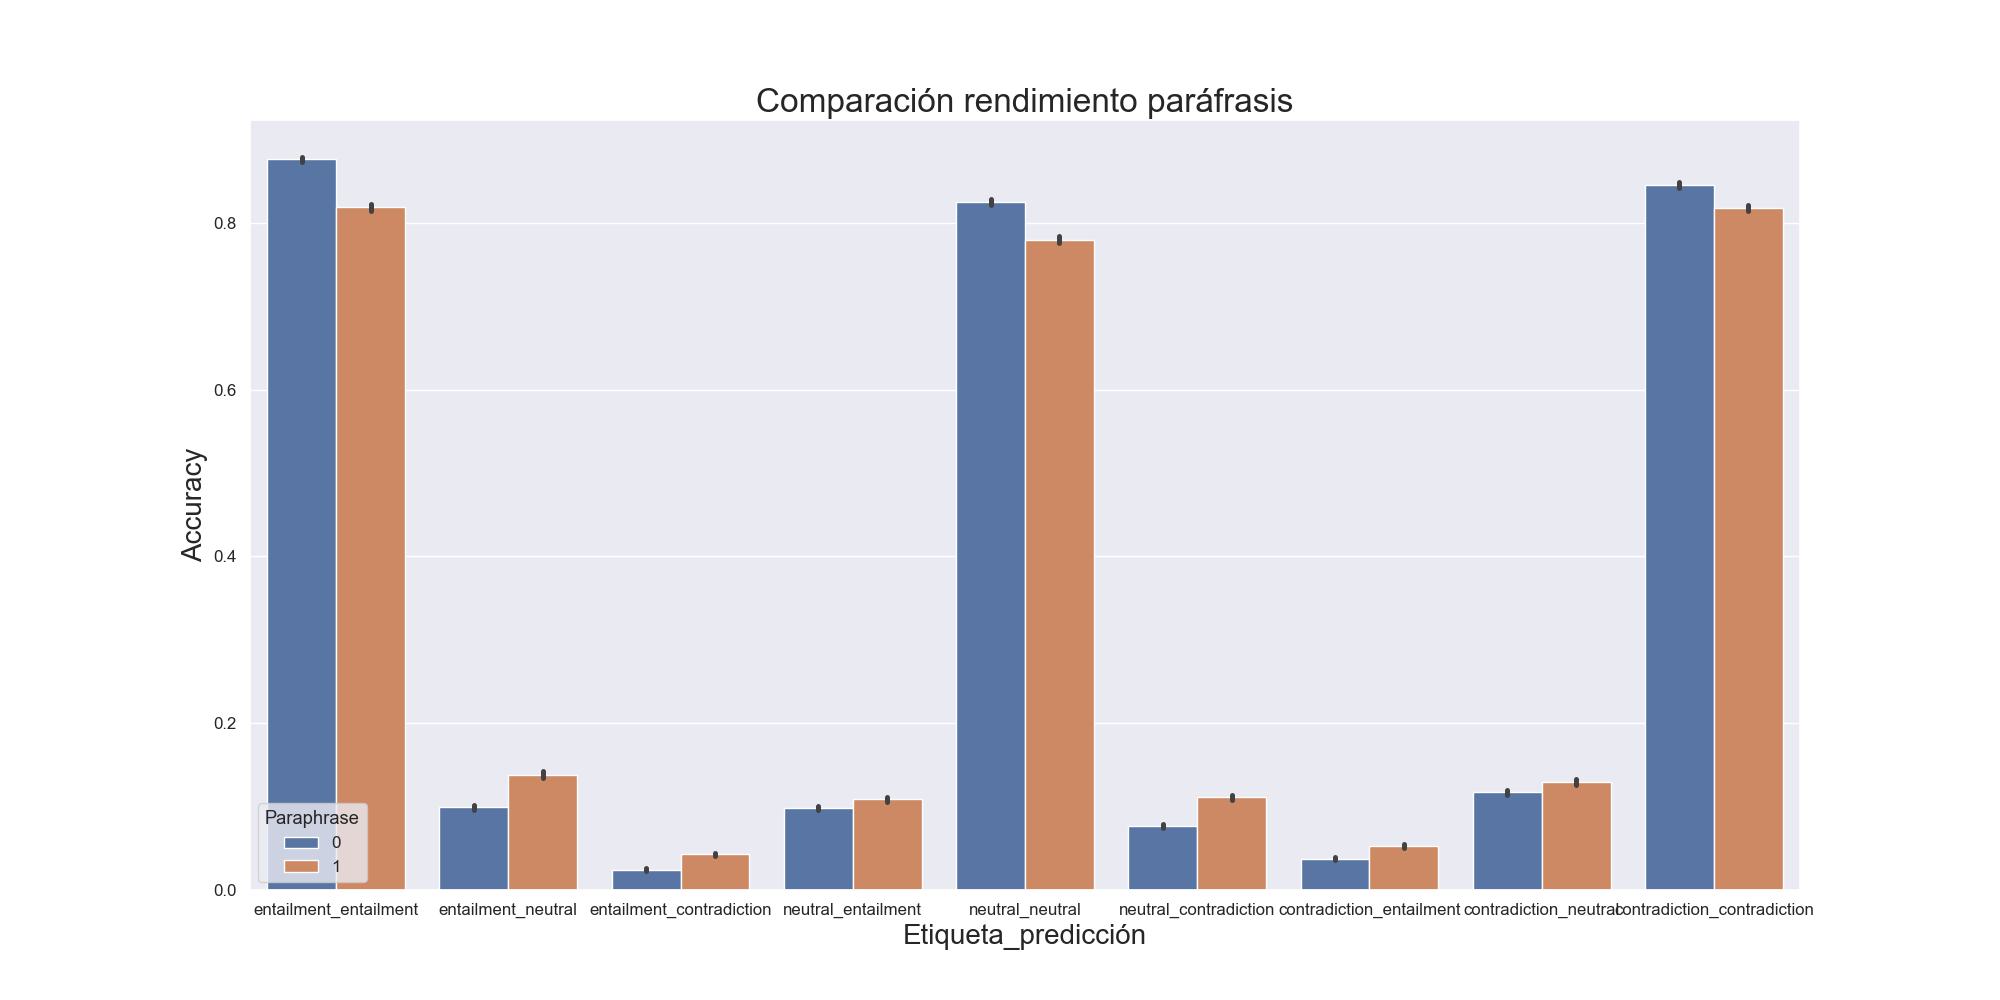 Comparación rendimiento paráfrasis
Accuracy
0.8
0.6
0.4
0.2
0.0
Paraphrase
0
1
entailment_entailment entailment_neutral entailment_contradiction neutral_entailment neutral_neutral neutral_contradiction contradiction_entailment contradiction_neutral contradiction_contradiction
Etiqueta_predicción